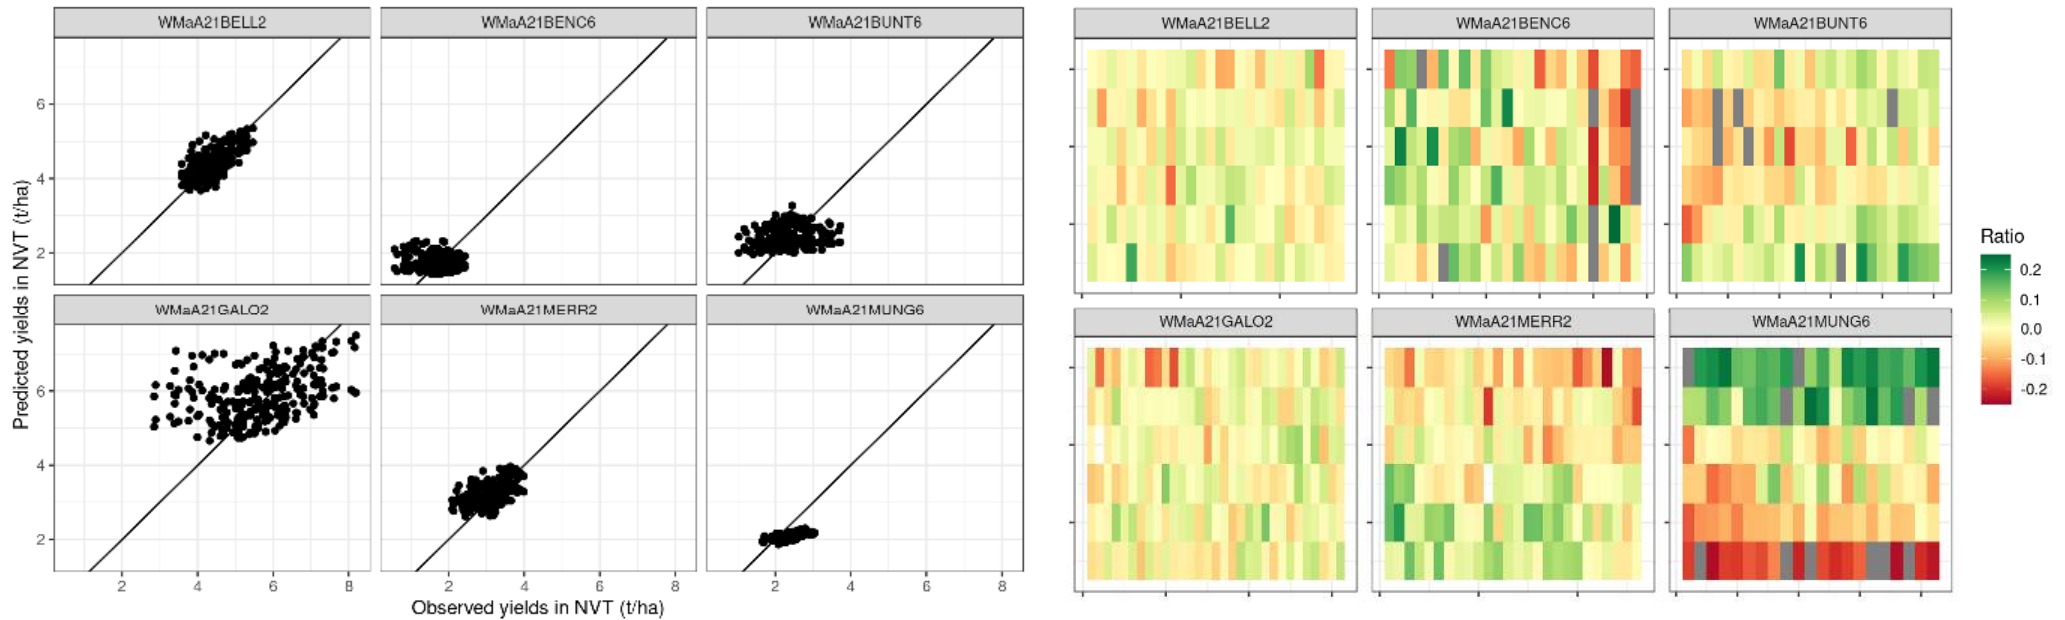 WMaA21BELL2 WMaA21BENC6 WMaA21BUNT6
6
4
2
WMaA21GALO2 WMaA21MERR2 WMaA21MUNG6
6
4
2
2 4 6 8 2 4 6 8 2 4 6 8
Predicted yields in NVT (t/ha)
Observed yields in NVT (t/ha)
WMaA21BELL2 WMaA21BENC6 WMaA21BUNT6
WMaA21GALO2 WMaA21MERR2 WMaA21MUNG6
Ratio
0.2
0.1
0.0
-0.1
-0.2